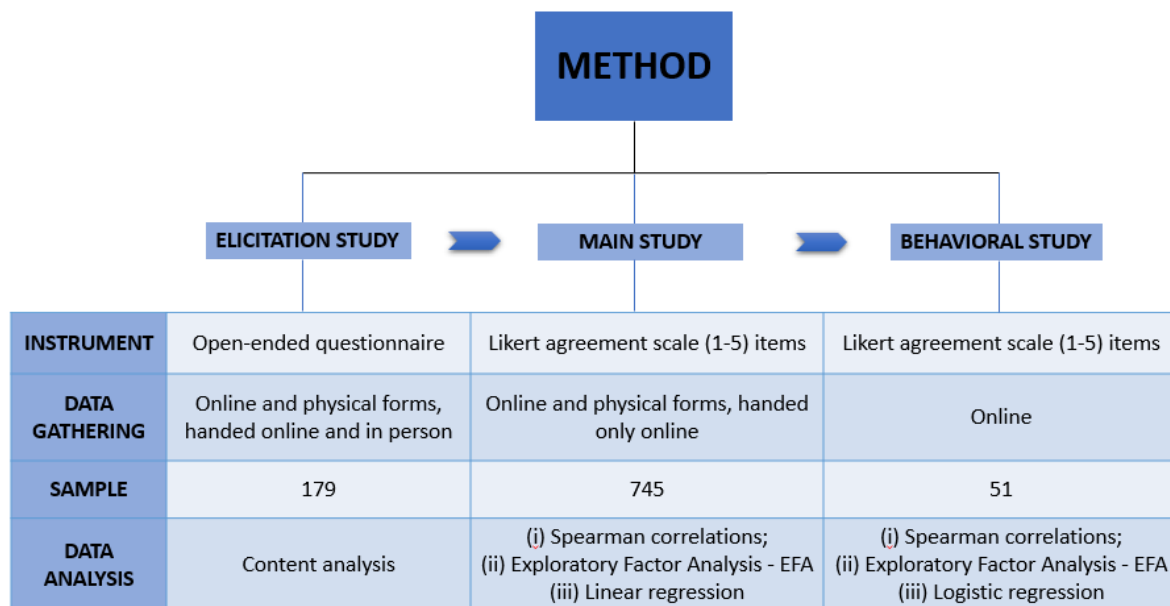 METHOD
ELICITATION STUDY
MAIN STUDY
BEHAVIORAL STUDY
INSTRUMENT
Open-ended questionnaire
Likert agreement scale (1-5) items
Likert agreement scale (1-5) items
DATA
GATHERING
Online and physical forms,
handed online and in person
Online and physical forms, handed
only online
Online
SAMPLE
179
745
51
DATA
ANALYSIS
Content analysis
(i) Spearman correlations;
(ii) Exploratory Factor Analysis - EFA
(iii) Linear regression
(i) Spearman correlations;
(ii) Exploratory Factor Analysis - EFA
(iii) Logistic regression